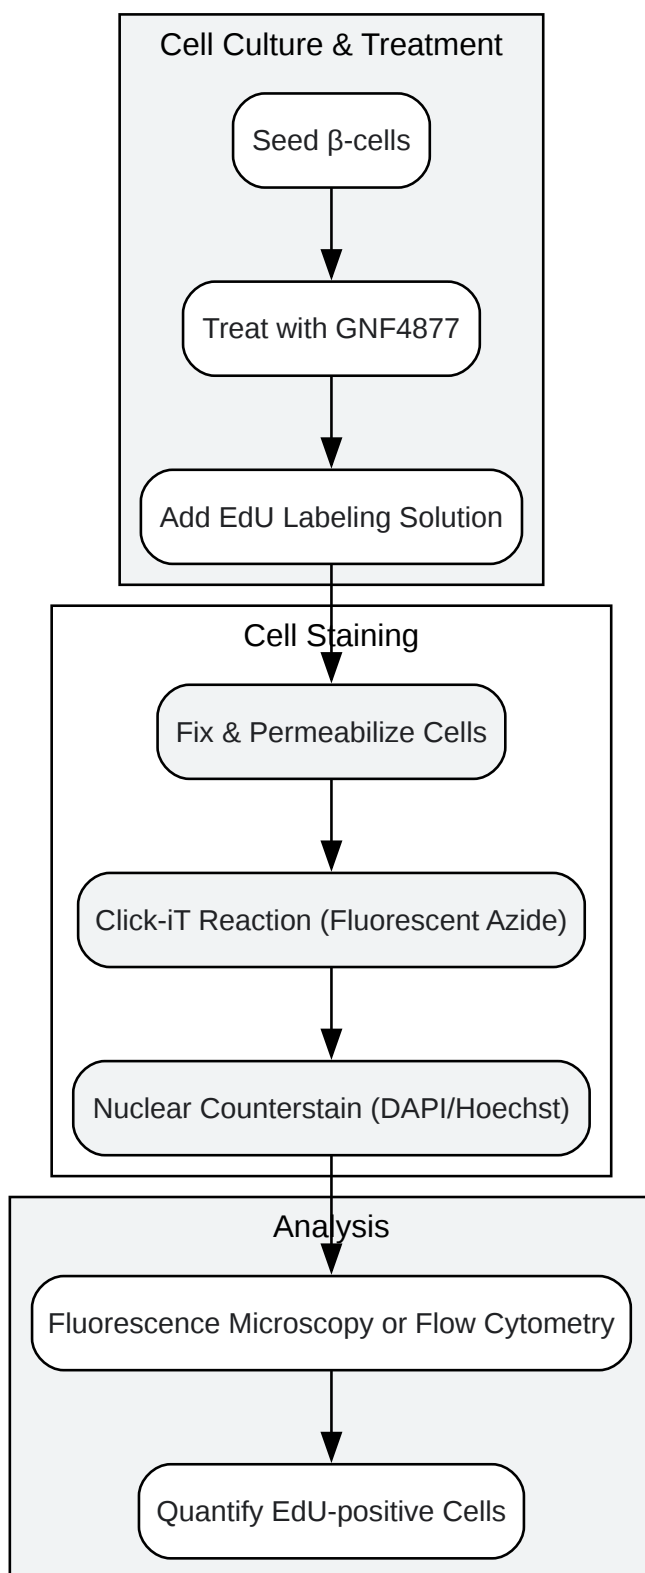 Cell Culture & Treatment
Seed β-cells
Treat with GNF4877
Add EdU Labeling Solution
Cell Staining
Fix & Permeabilize Cells
Click-iT Reaction (Fluorescent Azide)
Nuclear Counterstain (DAPI/Hoechst)
Analysis
Fluorescence Microscopy or Flow Cytometry
Quantify EdU-positive Cells